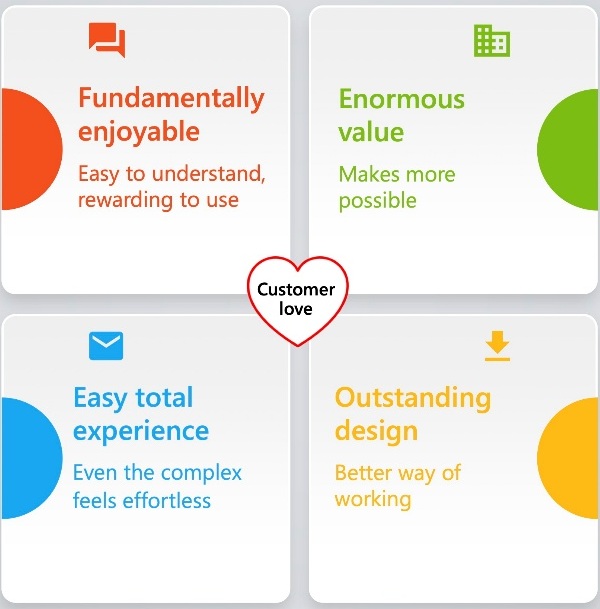 Fundamentally
enjoyable
Easy to understand,
rewarding to use
Enormous
value
Makes more
possible
Customer
love
Easy total
experience
Even the complex
feels effortless
Outstanding
design
Better way of
working